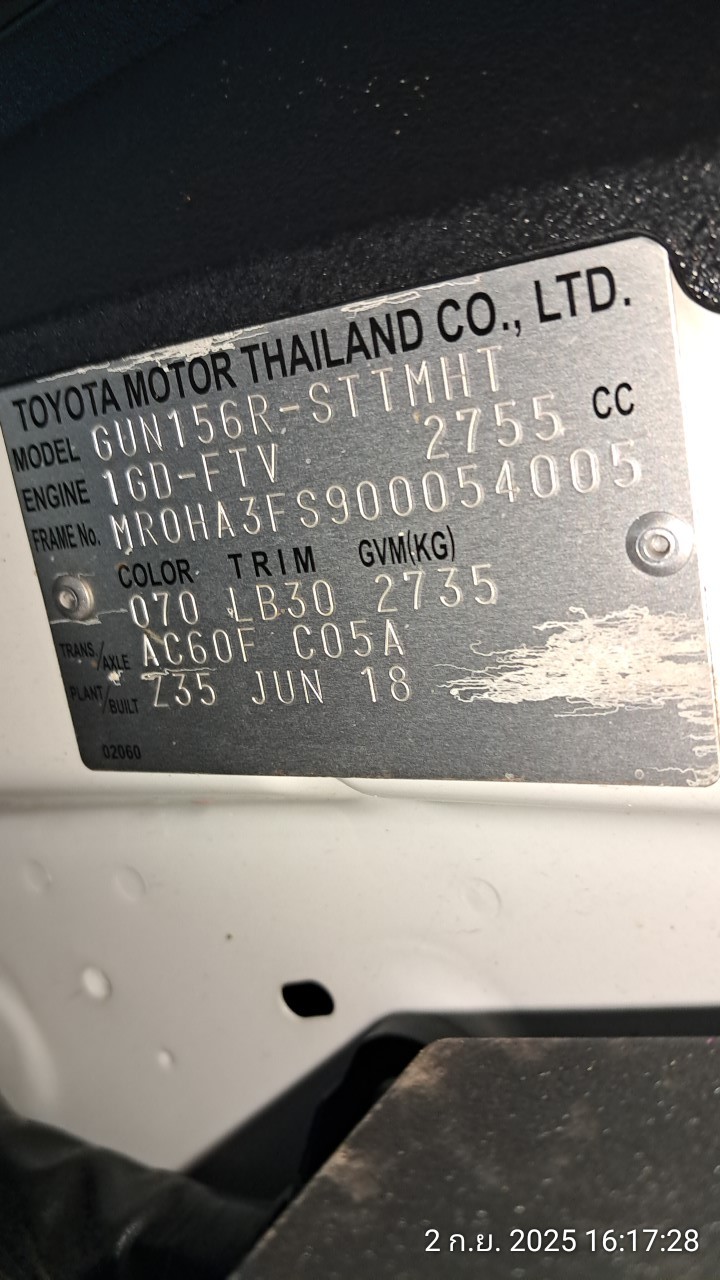 TOYOTA MOTOR THAILAND CO., LTD.
MODEL GUN156R-STTMHT
ENGINE 1GD-FTV 2755 CC
FRAME No. MR0HA3FS900054005
COLOR TRIM GVM(KG)
070 LB30 2735
TRANS./AXLE AC60F C05A
PLANT/BUILT Z35 JUN 18
02060
2 ก.ย. 2025 16:17:28